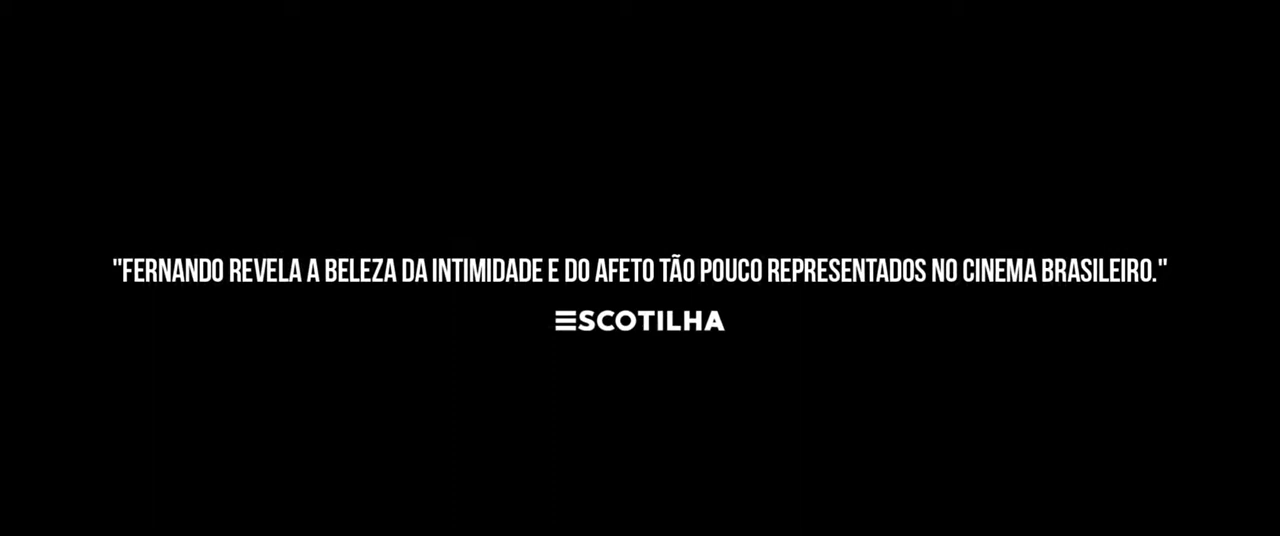 "FERNANDO REVELA A BELEZA DA INTIMIDADE E DO AFETO TÃO POUCO REPRESENTADOS NO CINEMA BRASILEIRO."
ESCOTILHA